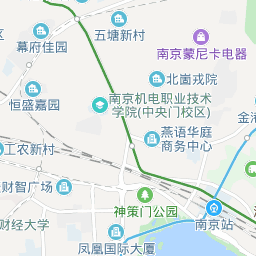 五塘新村
幕府佳园
南京蒙尼卡电器
北崮戎院
恒盛嘉园
南京机电职业技术
学院(中央门校区)
金港
燕语华庭
商务中心
工农新村
财智广场
神策门公园
财经大学
南京站
凤凰国际大厦